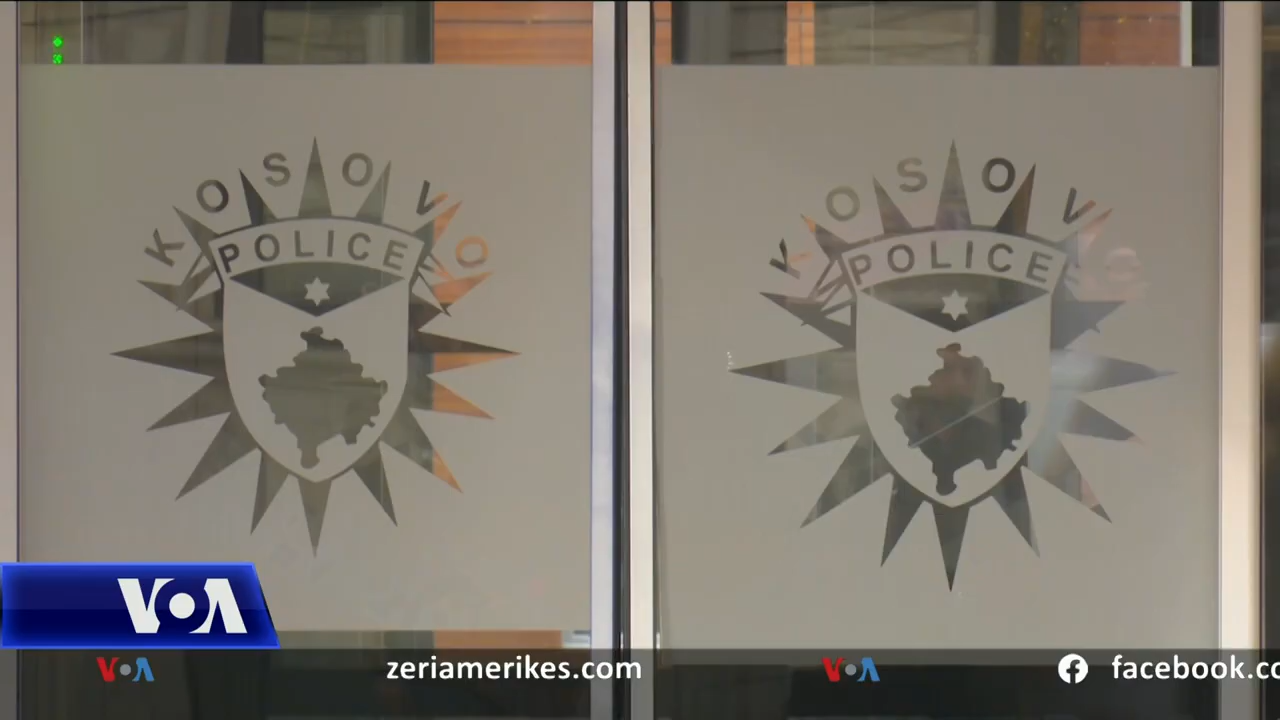 KOSOVO
POLICE
KOSOVO
POLICE
VOA
VOA
zeriamerikes.com
VOA
facebook.co